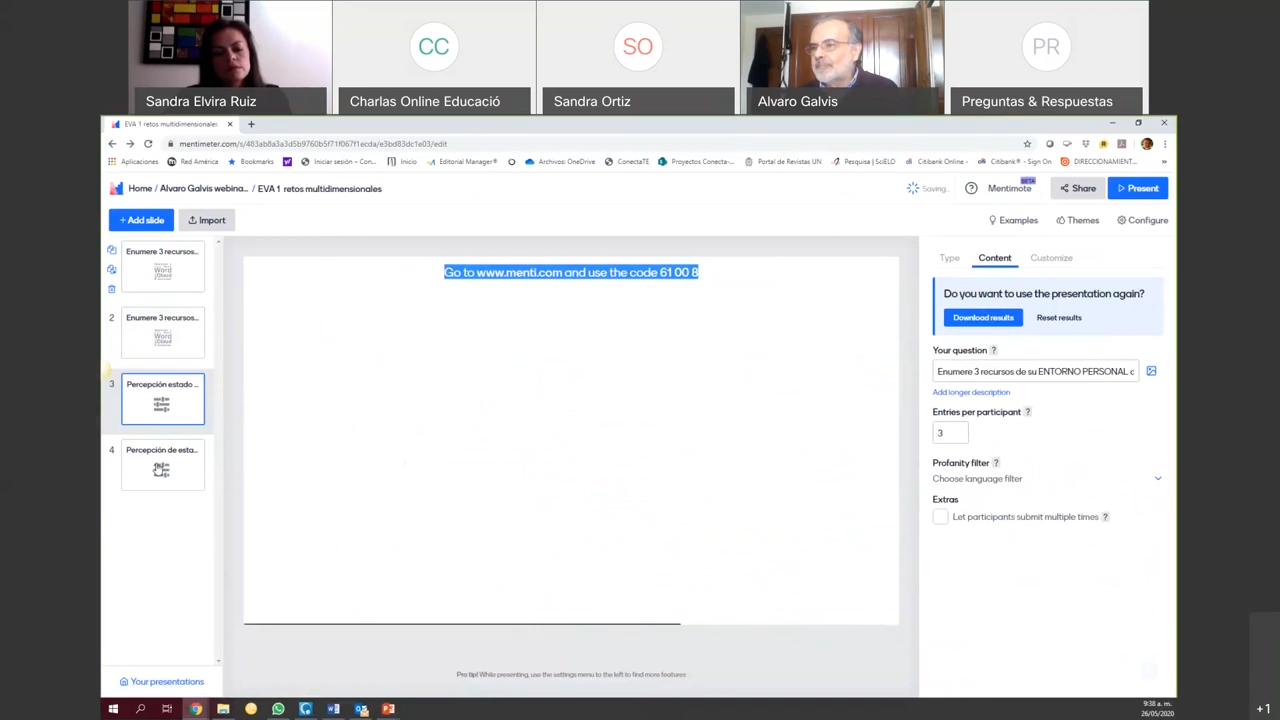 CC
SO
PR
Sandra Elvira Ruiz
Charlas Online Educació
Sandra Ortiz
Alvaro Galvis
Preguntas & Respuestas
EVA 1 retos multidimensionales
mentimeter.com/s/483ab8a3a3d5b9760b5f71f067f1ecda/e3bd83dc1e03/edit
Aplicaciones
Red América
Bookmarks
Iniciar sesión – Con...
Inicio
Editorial Manager®
Archivos: OneDrive
ConectaTE
Proyectos Conecta-...
Portal de Revistas UN
Pesquisa | SciELO
Citibank Online -
Citibank® - Sign On
DIRECCIONAMIENT...
Home / Alvaro Galvis webina... / EVA 1 retos multidimensionales
Saving...
Mentimote
BETA
Share
Present
+ Add slide
Import
Examples
Themes
Configure
Enumere 3 recursos...
Word
Cloud
2
Enumere 3 recursos...
Word
Cloud
3
Percepción estado ...
4
Percepción de esta...
Go to www.menti.com and use the code 61 00 8
Type
Content
Customize
Do you want to use the presentation again?
Download results
Reset results
Your question ?
Enumere 3 recursos de su ENTORNO PERSONAL c
Add longer description
Entries per participant ?
3
Profanity filter ?
Choose language filter
Extras
Let participants submit multiple times ?
Your presentations
Pro tip! While presenting, use the settings menu to the left to find more features
9:38 a. m.
26/05/2020
+1